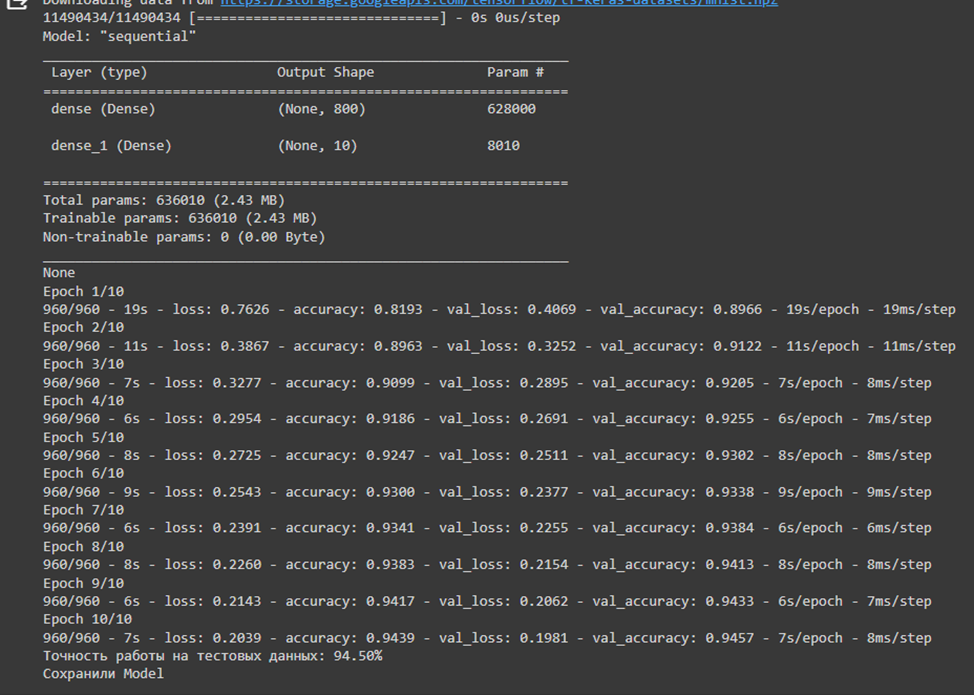 Downloading data from https://storage.googleapis.com/tensorflow/tf-keras-datasets/mnist.npz
11490434/11490434 [==============================] - 0s 0us/step
Model: "sequential"
_________________________________________________________________
Layer (type)                Output Shape              Param #
=================================================================
dense (Dense)               (None, 800)               628000
dense_1 (Dense)             (None, 10)                8010
=================================================================
Total params: 636010 (2.43 MB)
Trainable params: 636010 (2.43 MB)
Non-trainable params: 0 (0.00 Byte)
_________________________________________________________________
None
Epoch 1/10
960/960 - 19s - loss: 0.7626 - accuracy: 0.8193 - val_loss: 0.4069 - val_accuracy: 0.8966 - 19s/epoch - 19ms/step
Epoch 2/10
960/960 - 11s - loss: 0.3867 - accuracy: 0.8963 - val_loss: 0.3252 - val_accuracy: 0.9122 - 11s/epoch - 11ms/step
Epoch 3/10
960/960 - 7s - loss: 0.3277 - accuracy: 0.9099 - val_loss: 0.2895 - val_accuracy: 0.9205 - 7s/epoch - 8ms/step
Epoch 4/10
960/960 - 6s - loss: 0.2954 - accuracy: 0.9186 - val_loss: 0.2691 - val_accuracy: 0.9255 - 6s/epoch - 7ms/step
Epoch 5/10
960/960 - 8s - loss: 0.2725 - accuracy: 0.9247 - val_loss: 0.2511 - val_accuracy: 0.9302 - 8s/epoch - 8ms/step
Epoch 6/10
960/960 - 9s - loss: 0.2543 - accuracy: 0.9300 - val_loss: 0.2377 - val_accuracy: 0.9338 - 9s/epoch - 9ms/step
Epoch 7/10
960/960 - 6s - loss: 0.2391 - accuracy: 0.9341 - val_loss: 0.2255 - val_accuracy: 0.9384 - 6s/epoch - 6ms/step
Epoch 8/10
960/960 - 8s - loss: 0.2260 - accuracy: 0.9383 - val_loss: 0.2154 - val_accuracy: 0.9413 - 8s/epoch - 8ms/step
Epoch 9/10
960/960 - 6s - loss: 0.2143 - accuracy: 0.9417 - val_loss: 0.2062 - val_accuracy: 0.9433 - 6s/epoch - 7ms/step
Epoch 10/10
960/960 - 7s - loss: 0.2039 - accuracy: 0.9439 - val_loss: 0.1981 - val_accuracy: 0.9457 - 7s/epoch - 8ms/step
Точность работы на тестовых данных: 94.50%
Сохранили Model